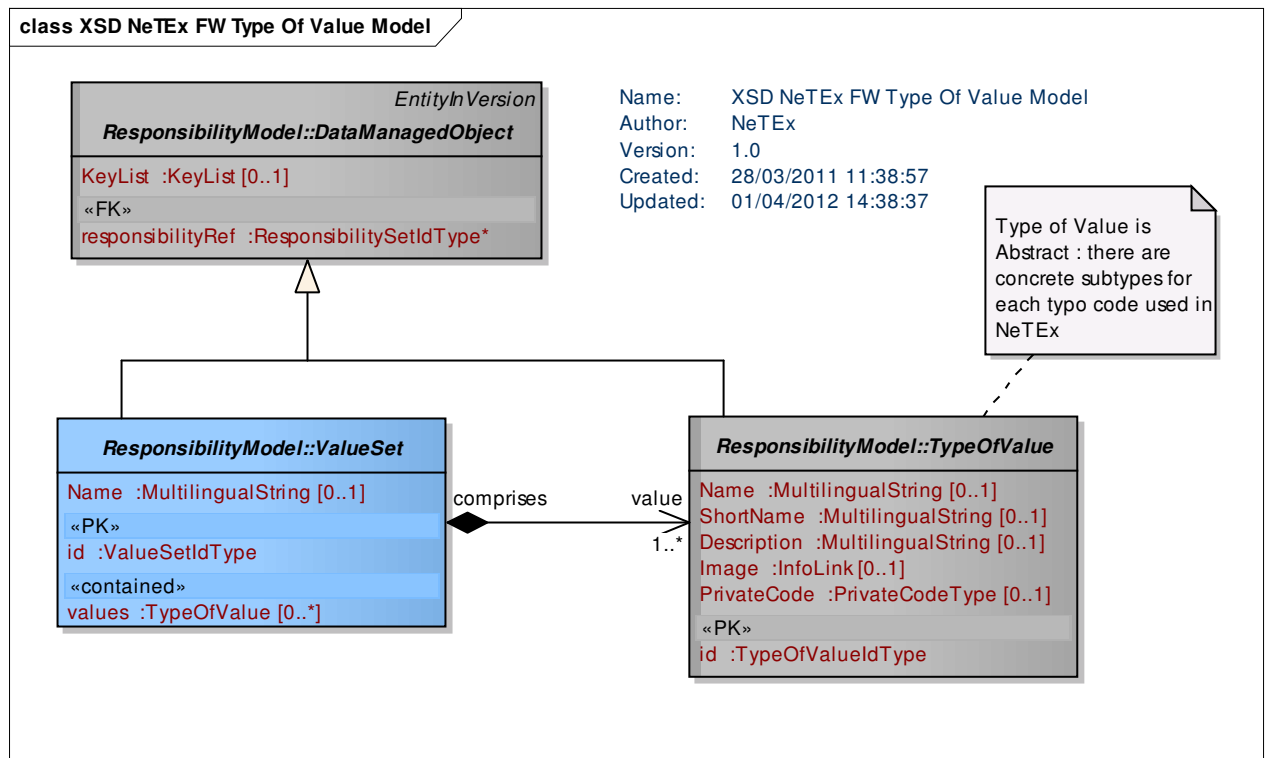 class XSD NeTEx FW Type Of Value Model
EntityInVersion
ResponsibilityModel::DataManagedObject
KeyList :KeyList [0..1]
«FK»
responsibilityRef :ResponsibilitySetIdType*
Name: XSD NeTEx FW Type Of Value Model
Author: NeTEx
Version: 1.0
Created: 28/03/2011 11:38:57
Updated: 01/04/2012 14:38:37
Type of Value is
Abstract : there are
concrete subtypes for
each typo code used in
NeTEx
ResponsibilityModel::ValueSet
Name :MultilingualString [0..1]
«PK»
id :ValueSetIdType
«contained»
values :TypeOfValue [0..*]
comprises
value
1..*
ResponsibilityModel::TypeOfValue
Name :MultilingualString [0..1]
ShortName :MultilingualString [0..1]
Description :MultilingualString [0..1]
Image :InfoLink [0..1]
PrivateCode :PrivateCodeType [0..1]
«PK»
id :TypeOfValueIdType